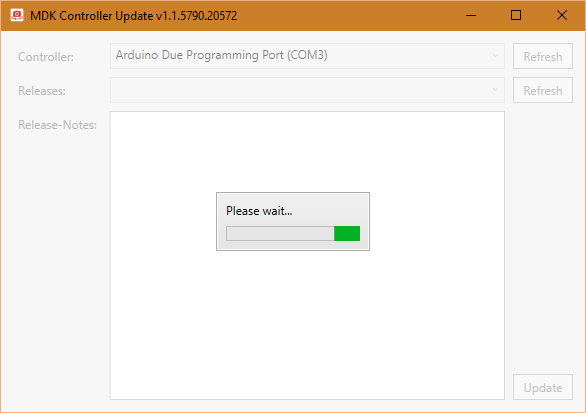 MDK Controller Update v1.1.5790.20572
Controller: Arduino Due Programming Port (COM3) Refresh
Releases: Refresh
Release-Notes:
Please wait...
Update